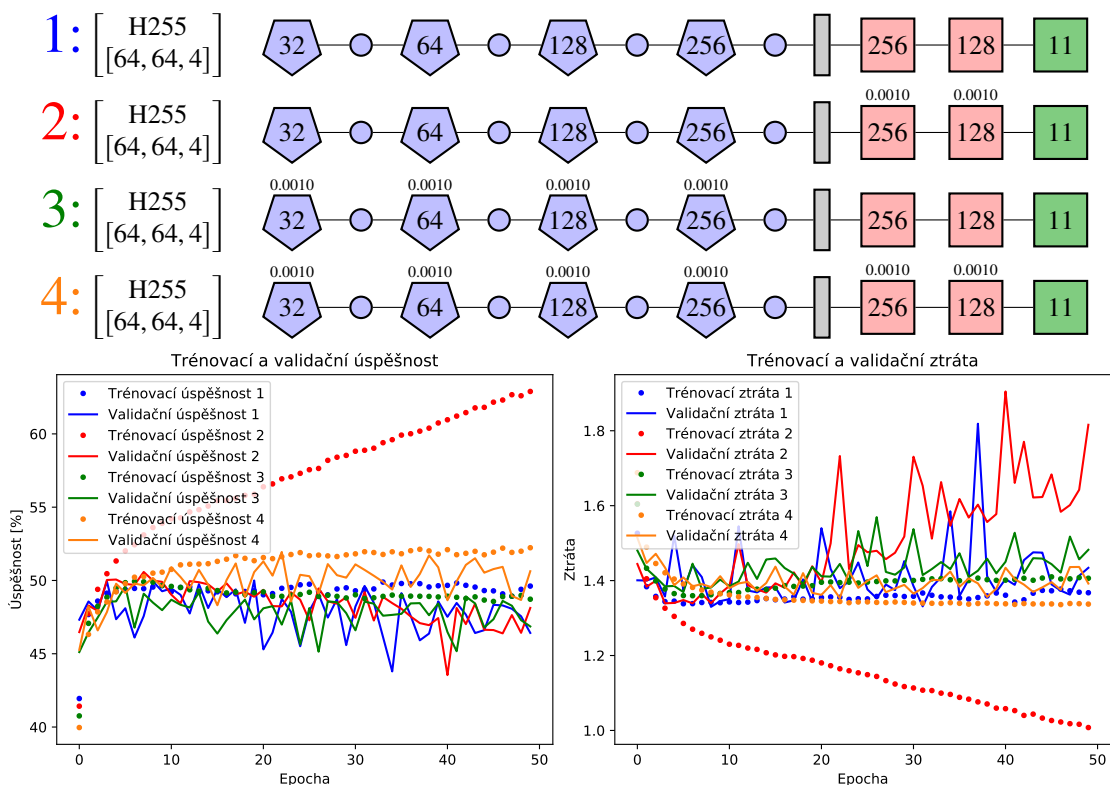 1: H255 [64, 64, 4] 32 64 128 256 256 128 11
0.0010 0.0010
2: H255 [64, 64, 4] 32 64 128 256 256 128 11
0.0010 0.0010 0.0010 0.0010
3: H255 [64, 64, 4] 32 64 128 256 256 128 11
0.0010 0.0010 0.0010 0.0010 0.0010 0.0010
4: H255 [64, 64, 4] 32 64 128 256 256 128 11
Trénovací a validační úspěšnost
Trénovací úspěšnost 1
Validační úspěšnost 1
Trénovací úspěšnost 2
Validační úspěšnost 2
Trénovací úspěšnost 3
Validační úspěšnost 3
Trénovací úspěšnost 4
Validační úspěšnost 4
Úspěšnost [%]
60
55
50
45
40
0 10 20 30 40 50
Epocha
Trénovací a validační ztráta
Trénovací ztráta 1
Validační ztráta 1
Trénovací ztráta 2
Validační ztráta 2
Trénovací ztráta 3
Validační ztráta 3
Trénovací ztráta 4
Validační ztráta 4
Ztráta
1.8
1.6
1.4
1.2
1.0
0 10 20 30 40 50
Epocha